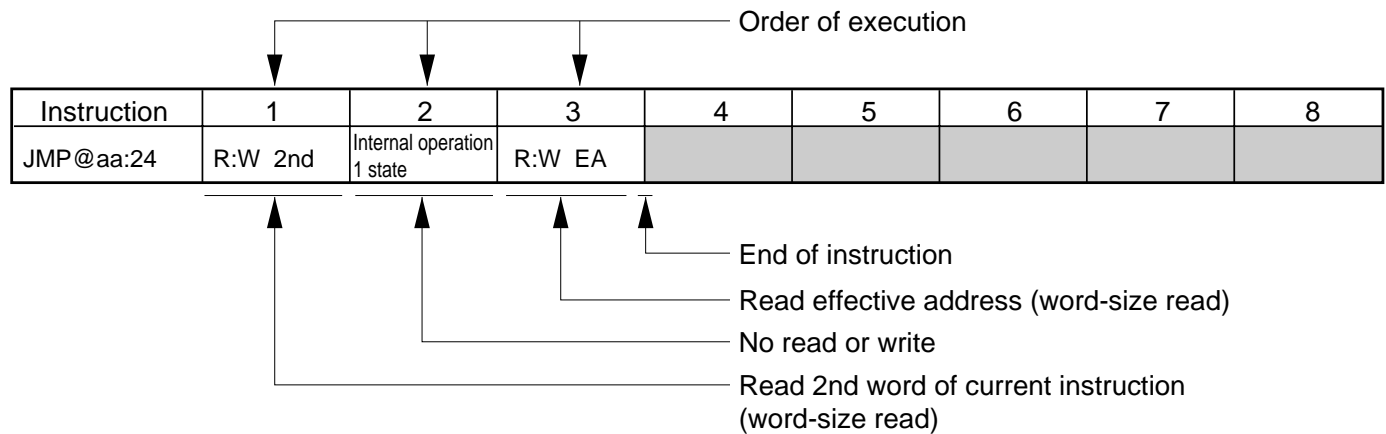 Order of execution
Instruction 1 2 3 4 5 6 7 8
JMP@aa:24 R:W 2nd Internal operation 1 state R:W EA
End of instruction
Read effective address (word-size read)
No read or write
Read 2nd word of current instruction
(word-size read)